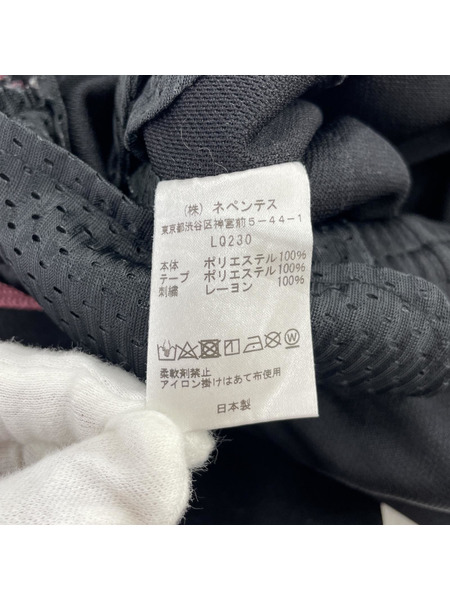 (株) ネペンテス
東京都渋谷区神宮前5-44-1
LQ230
本体 ポリエステル100%
テープ ポリエステル100%
刺繍 レーヨン 100%
柔軟剤禁止
アイロン掛けはあて布使用
日本製